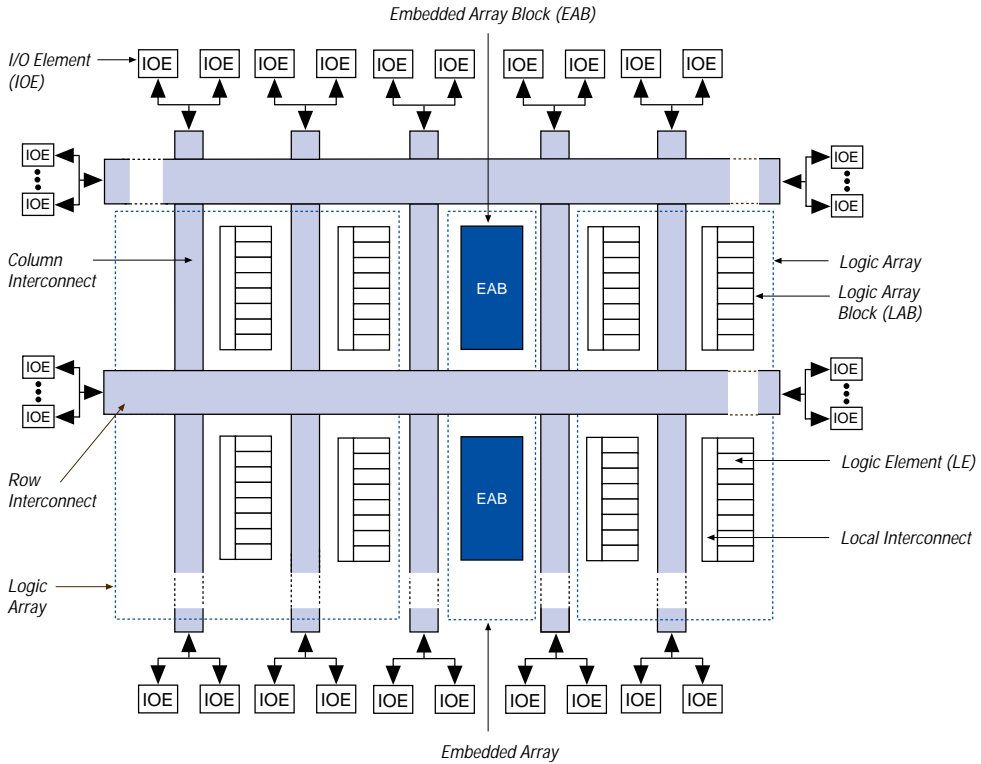 Embedded Array Block (EAB)
I/O Element
(IOE)
IOE IOE IOE IOE IOE IOE IOE IOE IOE IOE
IOE IOE
IOE IOE
Column
Interconnect
EAB
Logic Array
Logic Array
Block (LAB)
IOE IOE
IOE IOE
Row
Interconnect
EAB
Logic Element (LE)
Local Interconnect
Logic
Array
IOE IOE IOE IOE IOE IOE IOE IOE IOE IOE
Embedded Array